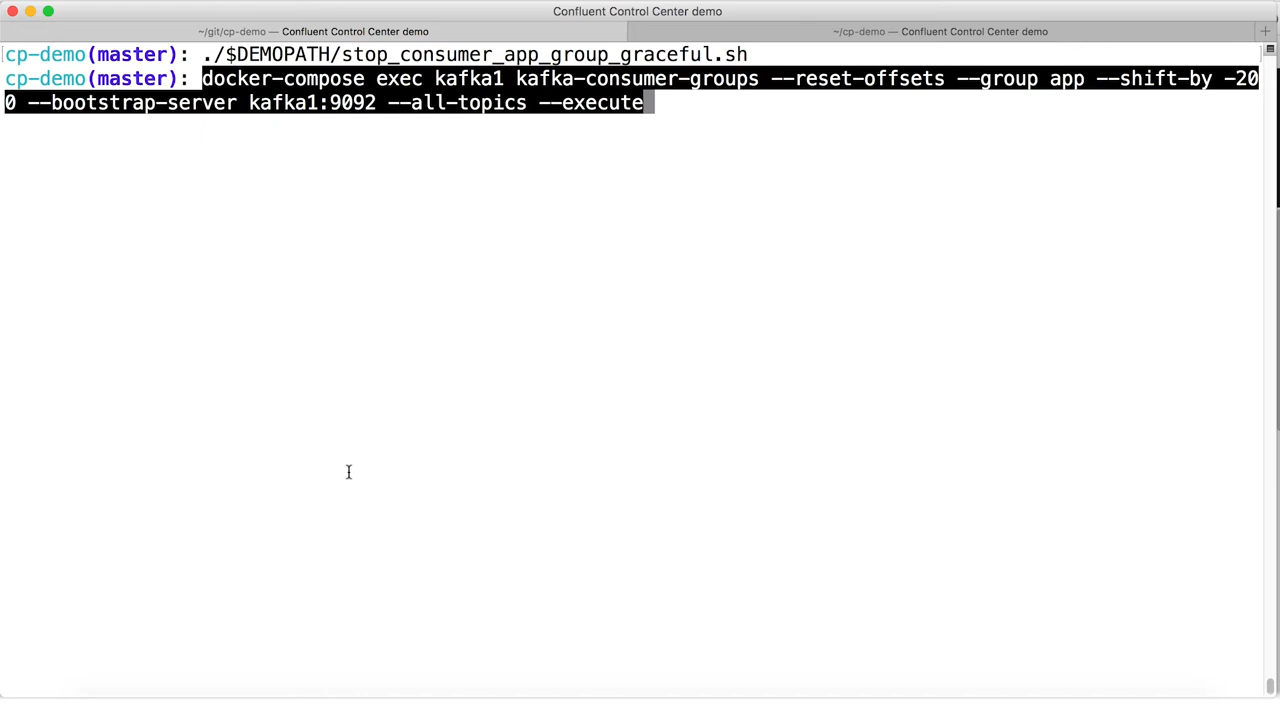 Confluent Control Center demo
~/git/cp-demo — Confluent Control Center demo
~/cp-demo — Confluent Control Center demo
cp-demo(master): ./$DEMOPATH/stop_consumer_app_group_graceful.sh
cp-demo(master): docker-compose exec kafka1 kafka-consumer-groups --reset-offsets --group app --shift-by -20
0 --bootstrap-server kafka1:9092 --all-topics --execute